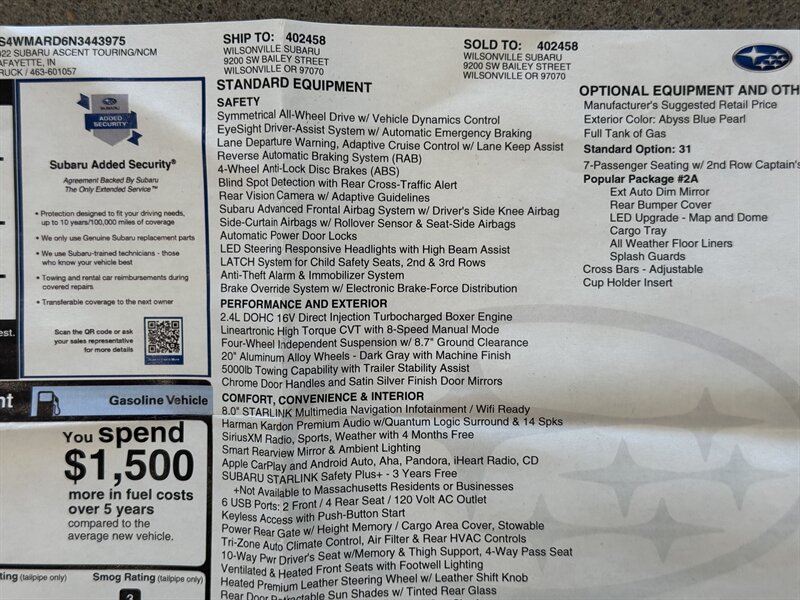 S4WMARD6N3443975
022 SUBARU ASCENT TOURING/NCM
AFAYETTE, IN
RUCK / 463-601057
SHIP TO: 402458
WILSONVILLE SUBARU
9200 SW BAILEY STREET
WILSONVILLE OR 97070
SOLD TO: 402458
WILSONVILLE SUBARU
9200 SW BAILEY STREET
WILSONVILLE OR 97070
SUBARU
SUBARU
ADDED
SECURITY
Subaru Added Security®
Agreement Backed By Subaru
The Only Extended Service™
• Protection designed to fit your driving needs,
up to 10 years/100,000 miles of coverage
• We only use Genuine Subaru replacement parts
• We use Subaru-trained technicians - those
who know your vehicle best
• Towing and rental car reimbursements during
covered repairs
• Transferable coverage to the next owner
Scan the QR code or ask
your sales representative
for more details
est.
nt
Gasoline Vehicle
You spend
$1,500
more in fuel costs
over 5 years
compared to the
average new vehicle.
ting (tailpipe only)
Smog Rating (tailpipe only)
3
STANDARD EQUIPMENT
SAFETY
Symmetrical All-Wheel Drive w/ Vehicle Dynamics Control
EyeSight Driver-Assist System w/ Automatic Emergency Braking
Lane Departure Warning, Adaptive Cruise Control w/ Lane Keep Assist
Reverse Automatic Braking System (RAB)
4-Wheel Anti-Lock Disc Brakes (ABS)
Blind Spot Detection with Rear Cross-Traffic Alert
Rear Vision Camera w/ Adaptive Guidelines
Subaru Advanced Frontal Airbag System w/ Driver's Side Knee Airbag
Side-Curtain Airbags w/ Rollover Sensor & Seat-Side Airbags
Automatic Power Door Locks
LED Steering Responsive Headlights with High Beam Assist
LATCH System for Child Safety Seats, 2nd & 3rd Rows
Anti-Theft Alarm & Immobilizer System
Brake Override System w/ Electronic Brake-Force Distribution
PERFORMANCE AND EXTERIOR
2.4L DOHC 16V Direct Injection Turbocharged Boxer Engine
Lineartronic High Torque CVT with 8-Speed Manual Mode
Four-Wheel Independent Suspension w/ 8.7" Ground Clearance
20" Aluminum Alloy Wheels - Dark Gray with Machine Finish
5000lb Towing Capability with Trailer Stability Assist
Chrome Door Handles and Satin Silver Finish Door Mirrors
COMFORT, CONVENIENCE & INTERIOR
8.0" STARLINK Multimedia Navigation Infotainment / Wifi Ready
Harman Kardon Premium Audio w/Quantum Logic Surround & 14 Spks
SiriusXM Radio, Sports, Weather with 4 Months Free
Smart Rearview Mirror & Ambient Lighting
Apple CarPlay and Android Auto, Aha, Pandora, iHeart Radio, CD
SUBARU STARLINK Safety Plus+ - 3 Years Free
+Not Available to Massachusetts Residents or Businesses
6 USB Ports: 2 Front / 4 Rear Seat / 120 Volt AC Outlet
Keyless Access with Push-Button Start
Power Rear Gate w/ Height Memory / Cargo Area Cover, Stowable
Tri-Zone Auto Climate Control, Air Filter & Rear HVAC Controls
10-Way Pwr Driver's Seat w/Memory & Thigh Support, 4-Way Pass Seat
Ventilated & Heated Front Seats with Footwell Lighting
Heated Premium Leather Steering Wheel w/ Leather Shift Knob
Rear Door Retractable Sun Shades w/ Tinted Rear Glass
OPTIONAL EQUIPMENT AND OTH
Manufacturer's Suggested Retail Price
Exterior Color: Abyss Blue Pearl
Full Tank of Gas
Standard Option: 31
7-Passenger Seating w/ 2nd Row Captain's
Popular Package #2A
Ext Auto Dim Mirror
Rear Bumper Cover
LED Upgrade - Map and Dome
Cargo Tray
All Weather Floor Liners
Splash Guards
Cross Bars - Adjustable
Cup Holder Insert